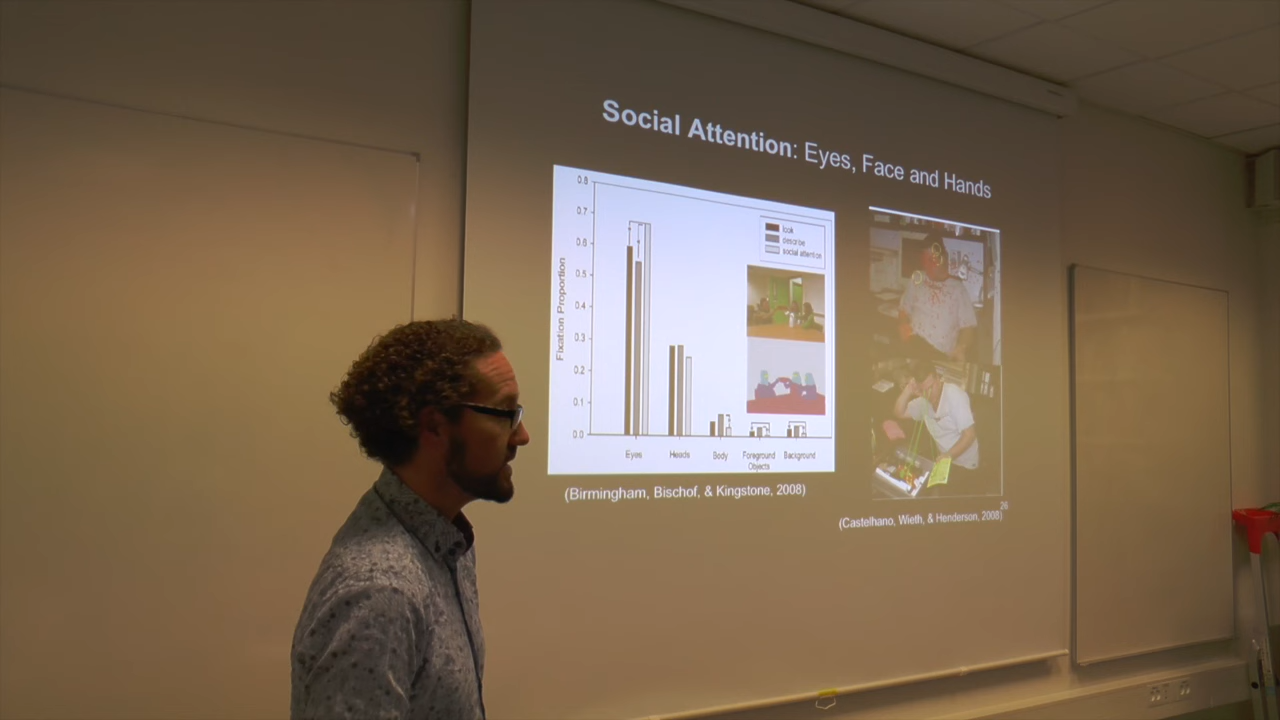 Social Attention: Eyes, Face and Hands
0.8
0.7
0.6
0.5
0.4
0.3
0.2
0.1
0.0
Fixation Proportion
look
describe
social attention
Eyes
Heads
Body
Foreground
Objects
Background
(Birmingham, Bischof, & Kingstone, 2008)
26
(Castelhano, Wieth, & Henderson, 2008)